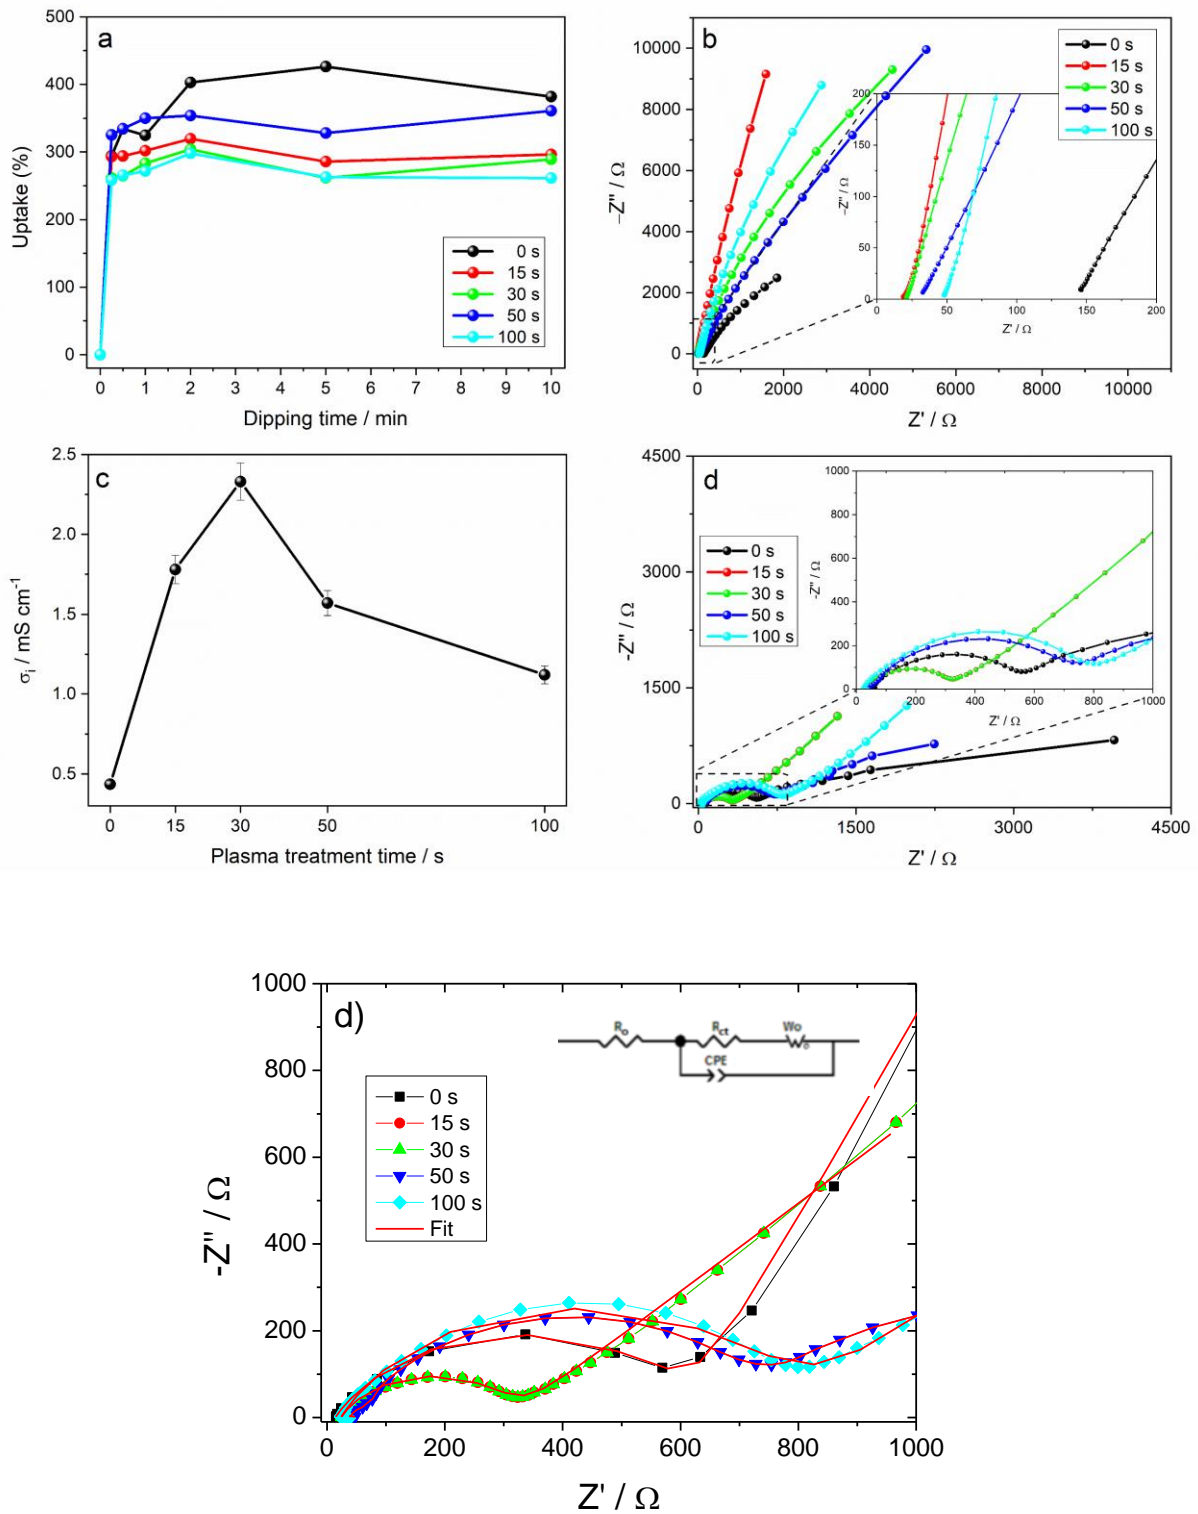 a
500
400
300
200
100
0
Uptake (%)
0 s
15 s
30 s
50 s
100 s
0 1 2 3 4 5 6 7 8 9 10
Dipping time / min
b
10000
8000
6000
4000
2000
0
-Z'' / Ω
0 s
15 s
30 s
50 s
100 s
200
150
100
50
0
-Z'' / Ω
0 50 100 150 200
Z' / Ω
0 2000 4000 6000 8000 10000
Z' / Ω
c
2.5
2.0
1.5
1.0
0.5
σi / mS cm-1
0 15 30 50 100
Plasma treatment time / s
d
4500
3000
1500
0
-Z'' / Ω
0 s
15 s
30 s
50 s
100 s
1000
800
600
400
200
0
-Z'' / Ω
0 200 400 600 800 1000
Z' / Ω
0 1500 3000 4500
Z' / Ω
d)
1000
800
600
400
200
0
-Z'' / Ω
Ro Rct Wo
CPE
0 s
15 s
30 s
50 s
100 s
Fit
0 200 400 600 800 1000
Z' / Ω